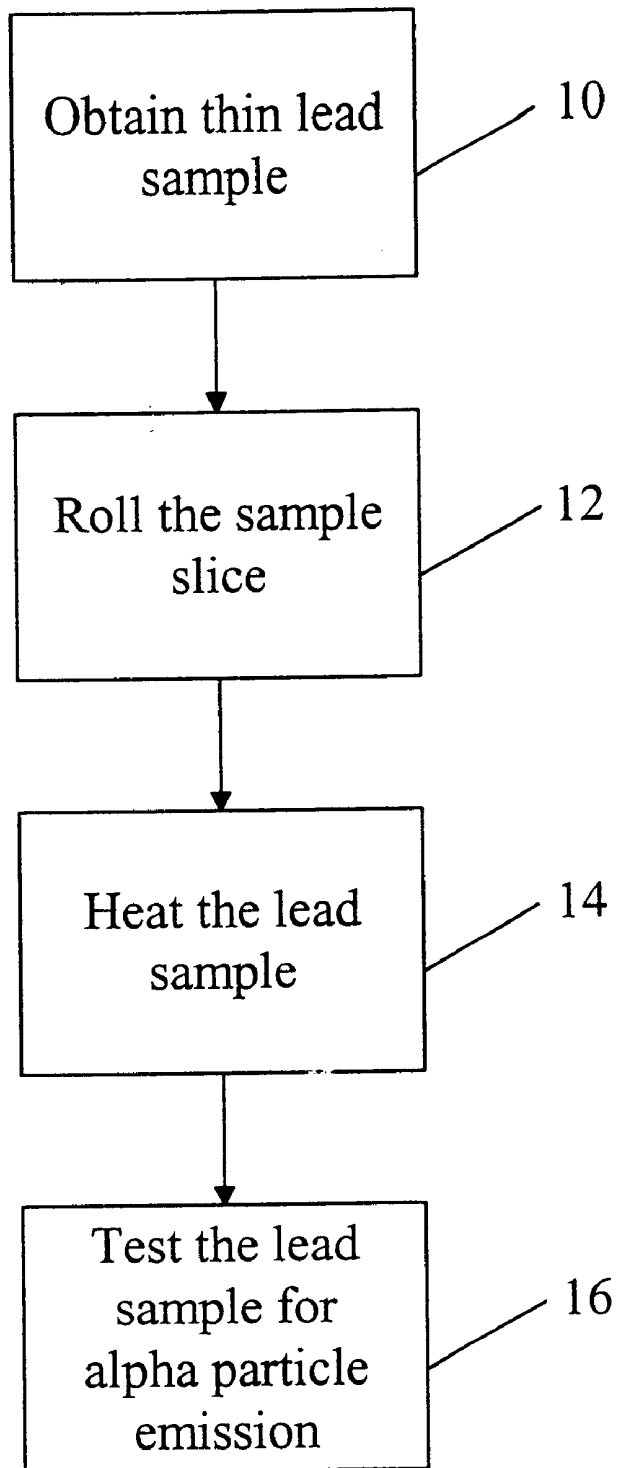 Obtain thin lead
sample
10
Roll the sample
slice
12
Heat the lead
sample
14
Test the lead
sample for
alpha particle
emission
16